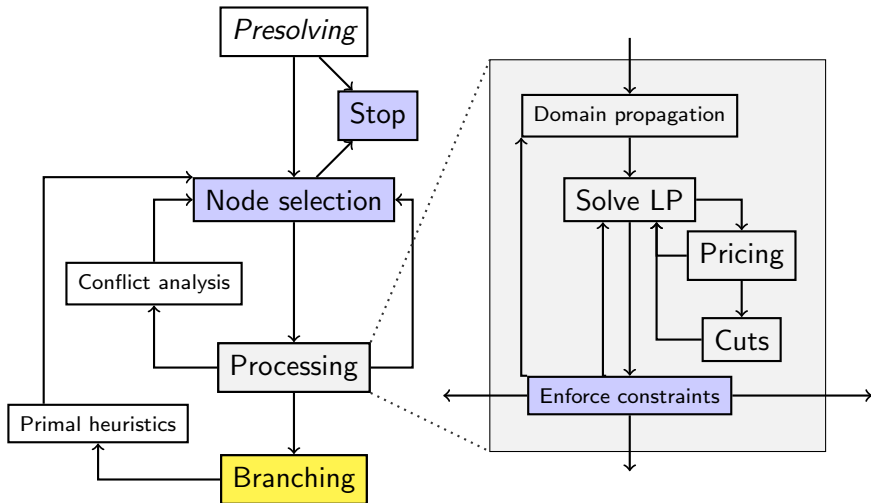 Presolving
Stop
Node selection
Conflict analysis
Processing
Primal heuristics
Branching
Domain propagation
Solve LP
Pricing
Cuts
Enforce constraints